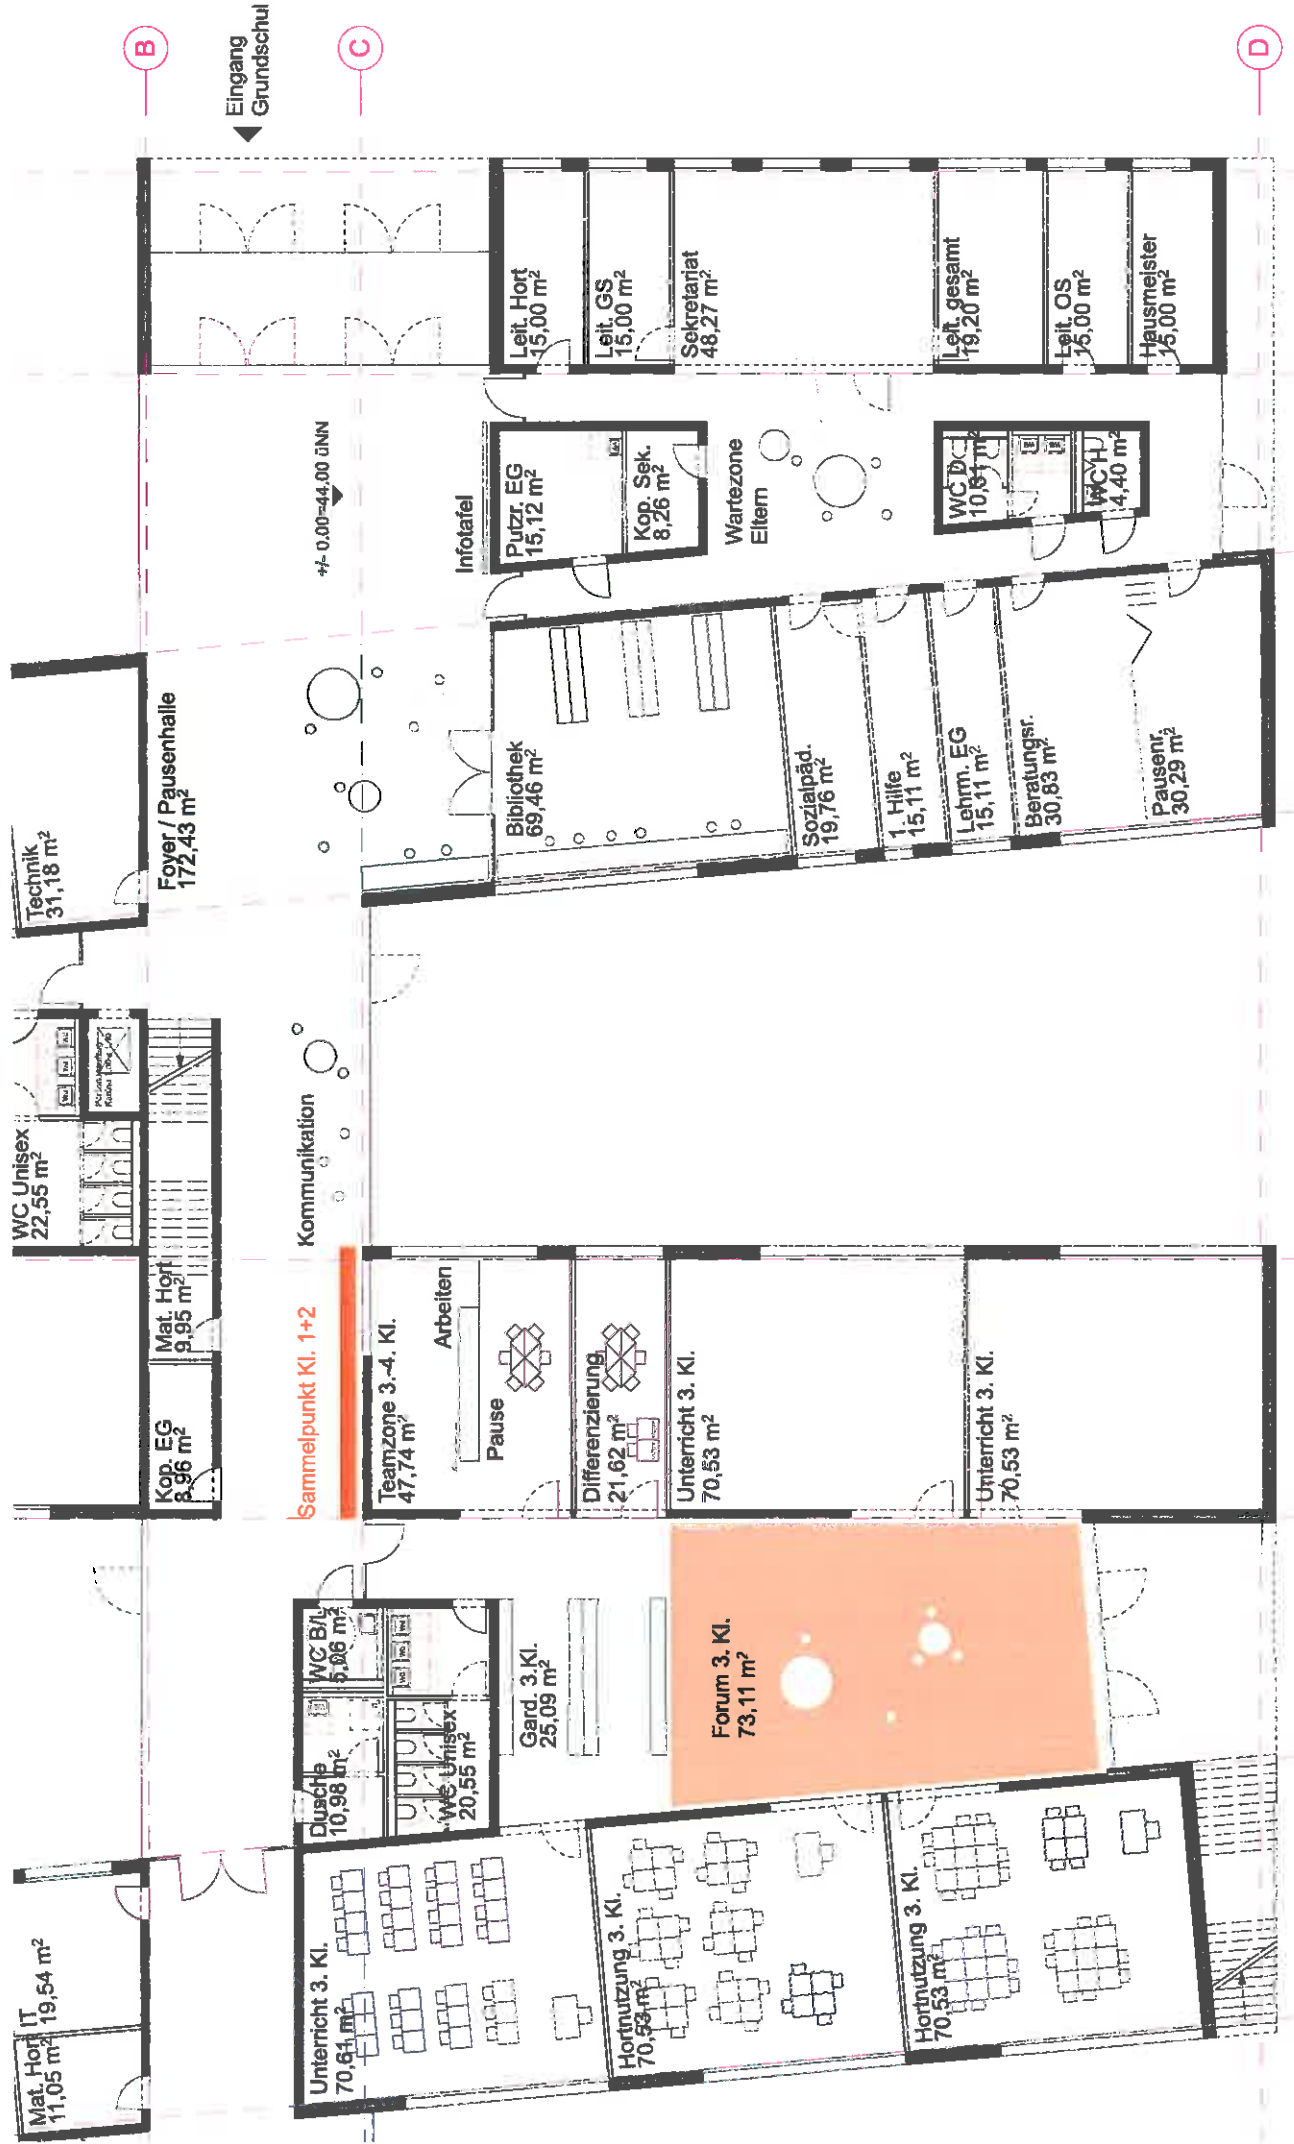 B
C
D
Eingang
Grundschul
Leit. Hort
15,00 m²
Leit. GS
15,00 m²
Sekretariat
48,27 m²
Leit. gesamt
19,20 m²
Leit. OS
15,00 m²
Hausmeister
15,00 m²
+/- 0.00=44,00 üNN
Infotafel
Putzr. EG
15,12 m²
Kop. Sek.
8,26 m²
Wartezone
Eltern
WC D
10,81 m²
WC H
4,40 m²
Technik
31,18 m²
Foyer / Pausenhalle
172,43 m²
Bibliothek
69,46 m²
Sozialpäd.
19,76 m²
1. Hilfe
15,11 m²
Lehrm. EG
15,11 m²
Beratungsr.
30,83 m²
Pausenr.
30,29 m²
WC Unisex
22,55 m²
Kommunikation
Mat. Hort
9,95 m²
Kop. EG
8,96 m²
Sammelpunkt Kl. 1+2
Teamzone 3.-4. Kl.
47,74 m²
Arbeiten
Pause
Differenzierung
21,62 m²
Unterricht 3. Kl.
70,53 m²
Unterricht 3. Kl.
70,53 m²
WC B/L
5,06 m²
Dusche
10,98 m²
WC Unisex
20,55 m²
Gard. 3.Kl.
25,09 m²
Forum 3. Kl.
73,11 m²
IT
19,54 m²
Mat. Hort
11,05 m²
Unterricht 3. Kl.
70,61 m²
Hortnutzung 3. Kl.
70,53 m²
Hortnutzung 3. Kl.
70,53 m²